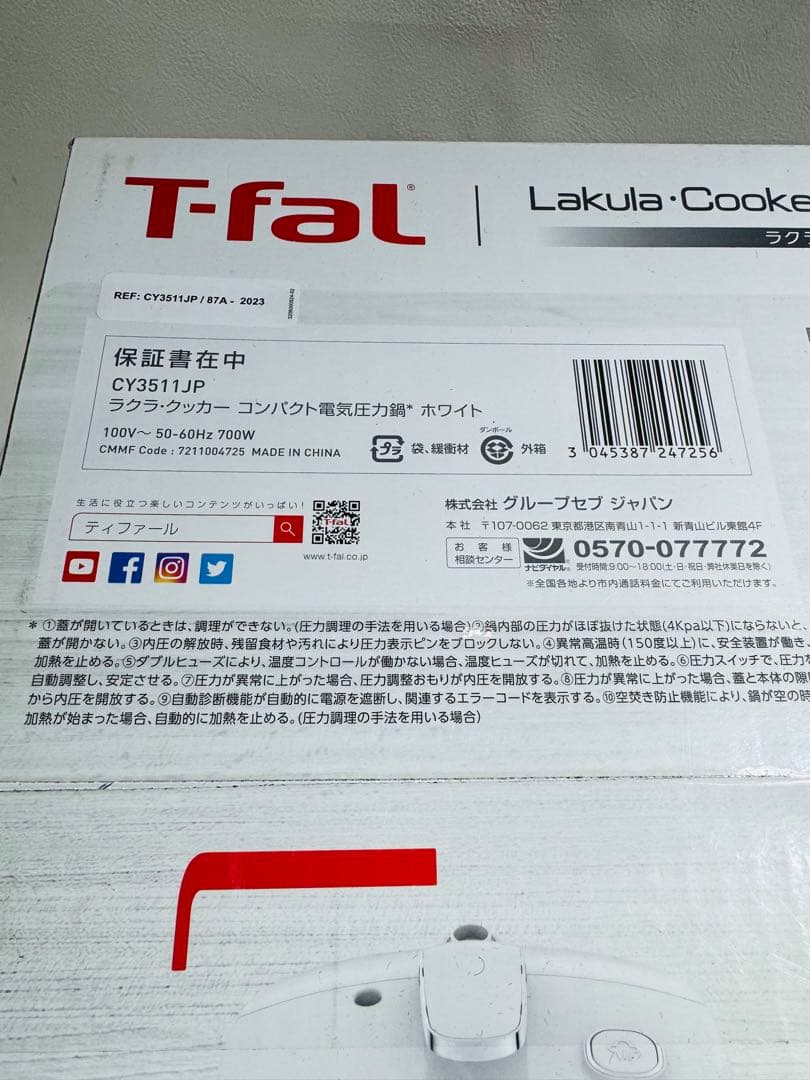 T-fal®
Lakula・Cooke
ラクラ
REF: CY3511JP / 87A - 2023
保証書在中
CY3511JP
ラクラ・クッカー コンパクト電気圧力鍋* ホワイト
100V～ 50-60Hz 700W
CMMF Code : 7211004725 MADE IN CHINA
プラ
袋、緩衝材
ダンボール
外箱
3 045387 247256
生活に役立つ楽しいコンテンツがいっぱい!
ティファール
T-fal
www.t-fal.co.jp
株式会社 グループセブ ジャパン
本社 〒107-0062 東京都港区南青山1-1-1 新青山ビル東館4F
お客様
相談センター
ナビダイヤル®
0570-077772
受付時間:9:00～18:00(土・日・祝日・弊社休業日を除く)
※全国各地より市内通話料金にてご利用いただけます。
* ①蓋が開いているときは、調理ができない。(圧力調理の手法を用いる場合)②鍋内部の圧力がほぼ抜けた状態(4Kpa以下)にならないと、
蓋が開かない。③内圧の解放時、残留食材や汚れにより圧力表示ピンをブロックしない。④異常高温時(150度以上)に、安全装置が働き、
加熱を止める。⑤ダブルヒューズにより、温度コントロールが働かない場合、温度ヒューズが切れて、加熱を止める。⑥圧力スイッチで、圧力
自動調整し、安定させる。⑦圧力が異常に上がった場合、圧力調整おもりが内圧を開放する。⑧圧力が異常に上がった場合、蓋と本体の隙
から内圧を開放する。⑨自動診断機能が自動的に電源を遮断し、関連するエラーコードを表示する。⑩空焚き防止機能により、鍋が空の時
加熱が始まった場合、自動的に加熱を止める。(圧力調理の手法を用いる場合)